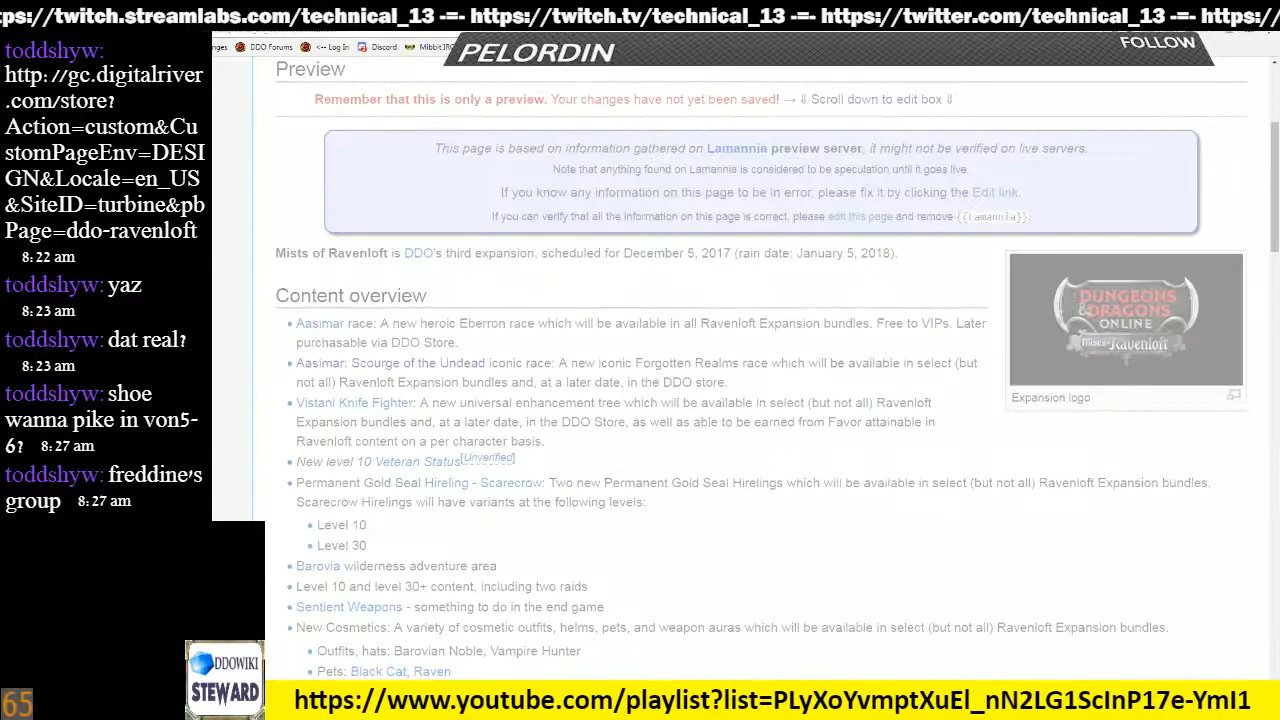 ps://twitch.streamlabs.com/technical_13 -=- https://twitch.tv/technical_13 -=- https://twitter.com/technical_13 -=- https:/
toddshyw:
http://gc.digitalriver
.com/store?
Action=custom&Cu
stomPageEnv=DESI
GN&Locale=en_US
&SiteID=turbine&pb
Page=ddo-ravenloft
8:22 am
toddshyw: yaz
8:23 am
toddshyw: dat real?
8:23 am
toddshyw: shoe
wanna pike in von5-
6? 8:27 am
toddshyw: freddine's
group 8:27 am
nges DDO Forums <-- Log In Discord Mibbit IRC
PELORDIN
FOLLOW
Preview
Remember that this is only a preview. Your changes have not yet been saved! → ⇓ Scroll down to edit box ⇓
This page is based on information gathered on Lamannia preview server, it might not be verified on live servers.
Note that anything found on Lamannia is considered to be speculation until it goes live.
If you know any information on this page to be in error, please fix it by clicking the Edit link.
If you can verify that all the information on this page is correct, please edit this page and remove {{Lamannia}}.
Mists of Ravenloft is DDO's third expansion, scheduled for December 5, 2017 (rain date: January 5, 2018).
Content overview
Aasimar race: A new heroic Eberron race which will be available in all Ravenloft Expansion bundles. Free to VIPs. Later
purchasable via DDO Store.
Aasimar: Scourge of the Undead iconic race: A new iconic Forgotten Realms race which will be available in select (but
not all) Ravenloft Expansion bundles and, at a later date, in the DDO store.
Vistani Knife Fighter: A new universal enhancement tree which will be available in select (but not all) Ravenloft
Expansion bundles and, at a later date, in the DDO Store, as well as able to be earned from Favor attainable in
Ravenloft content on a per character basis.
New level 10 Veteran Status[Unverified]
Permanent Gold Seal Hireling - Scarecrow: Two new Permanent Gold Seal Hirelings which will be available in select (but not all) Ravenloft Expansion bundles.
Scarecrow Hirelings will have variants at the following levels:
Level 10
Level 30
Barovia wilderness adventure area
Level 10 and level 30+ content, including two raids
Sentient Weapons - something to do in the end game
New Cosmetics: A variety of cosmetic outfits, helms, pets, and weapon auras which will be available in select (but not all) Ravenloft Expansion bundles.
Outfits, hats: Barovian Noble, Vampire Hunter
Pets: Black Cat, Raven
DUNGEONS
& DRAGONS
ONLINE
Mists of Ravenloft
Expansion logo
DDOWIKI
STEWARD
65
https://www.youtube.com/playlist?list=PLyXoYvmptXuEl_nN2LG1ScInP17e-YmI1